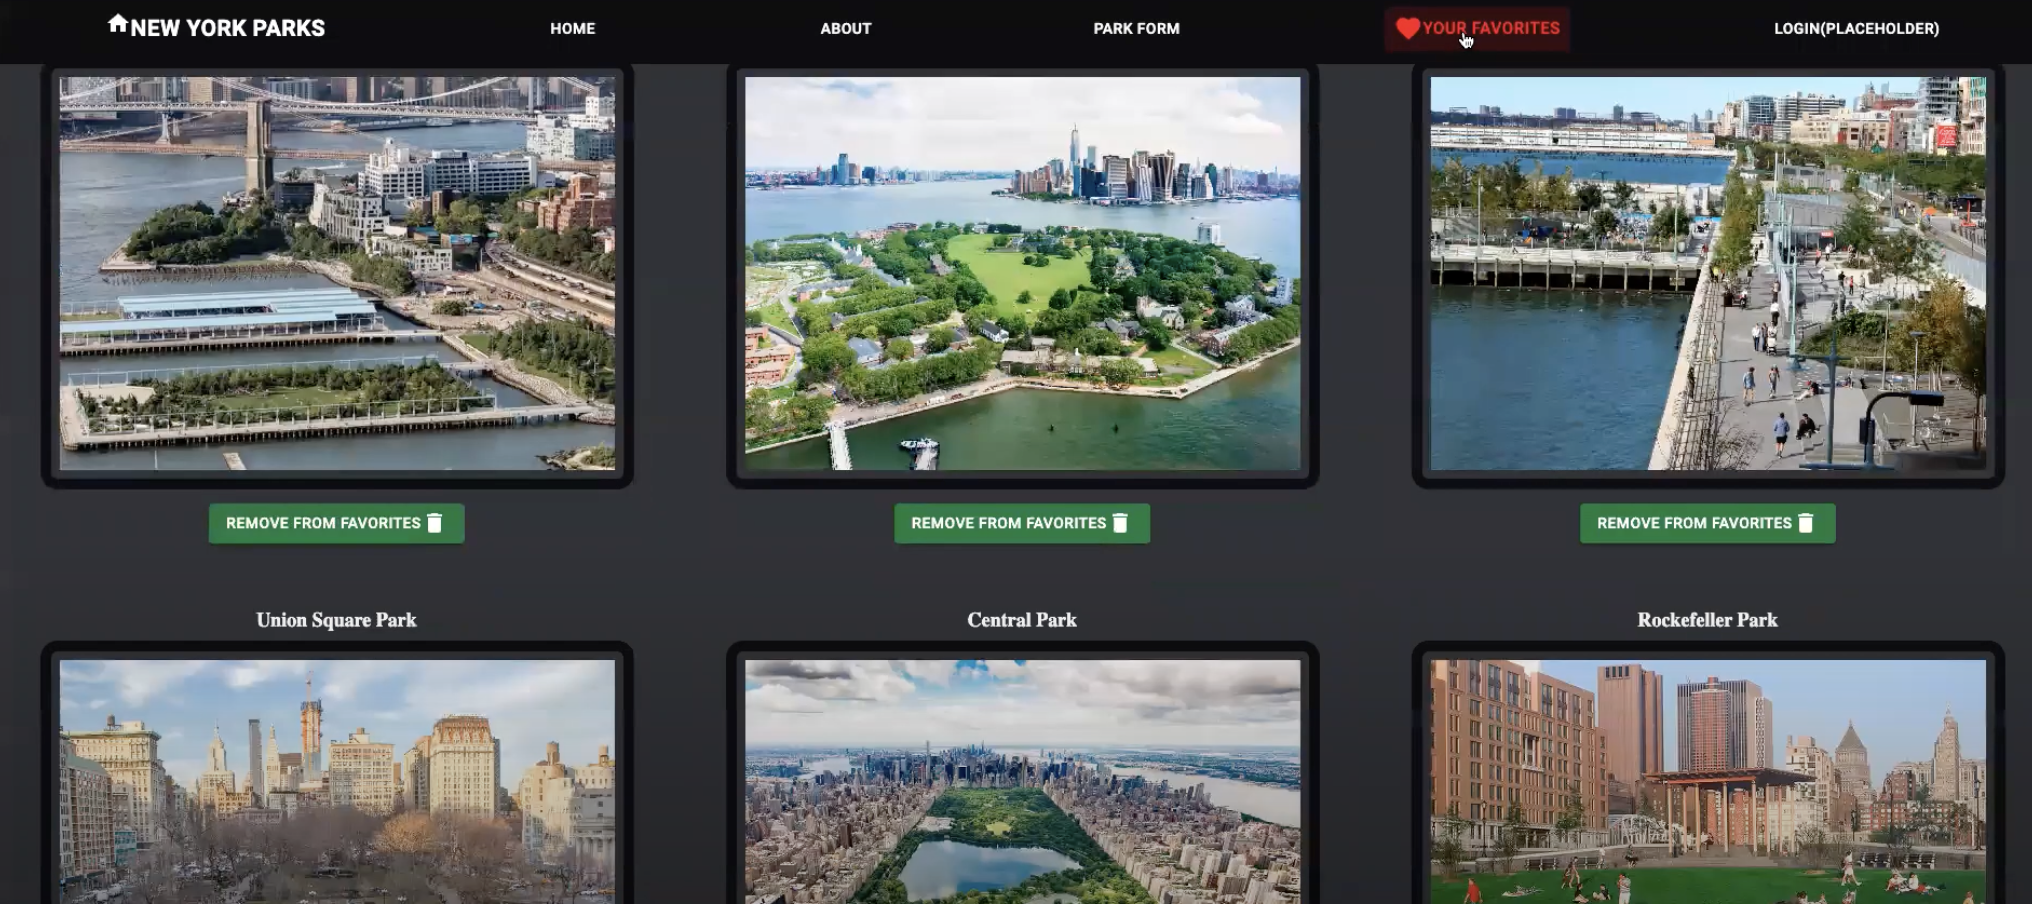 NEW YORK PARKS
HOME
ABOUT
PARK FORM
YOUR FAVORITES
LOGIN(PLACEHOLDER)
REMOVE FROM FAVORITES
REMOVE FROM FAVORITES
REMOVE FROM FAVORITES
Union Square Park
Central Park
Rockefeller Park